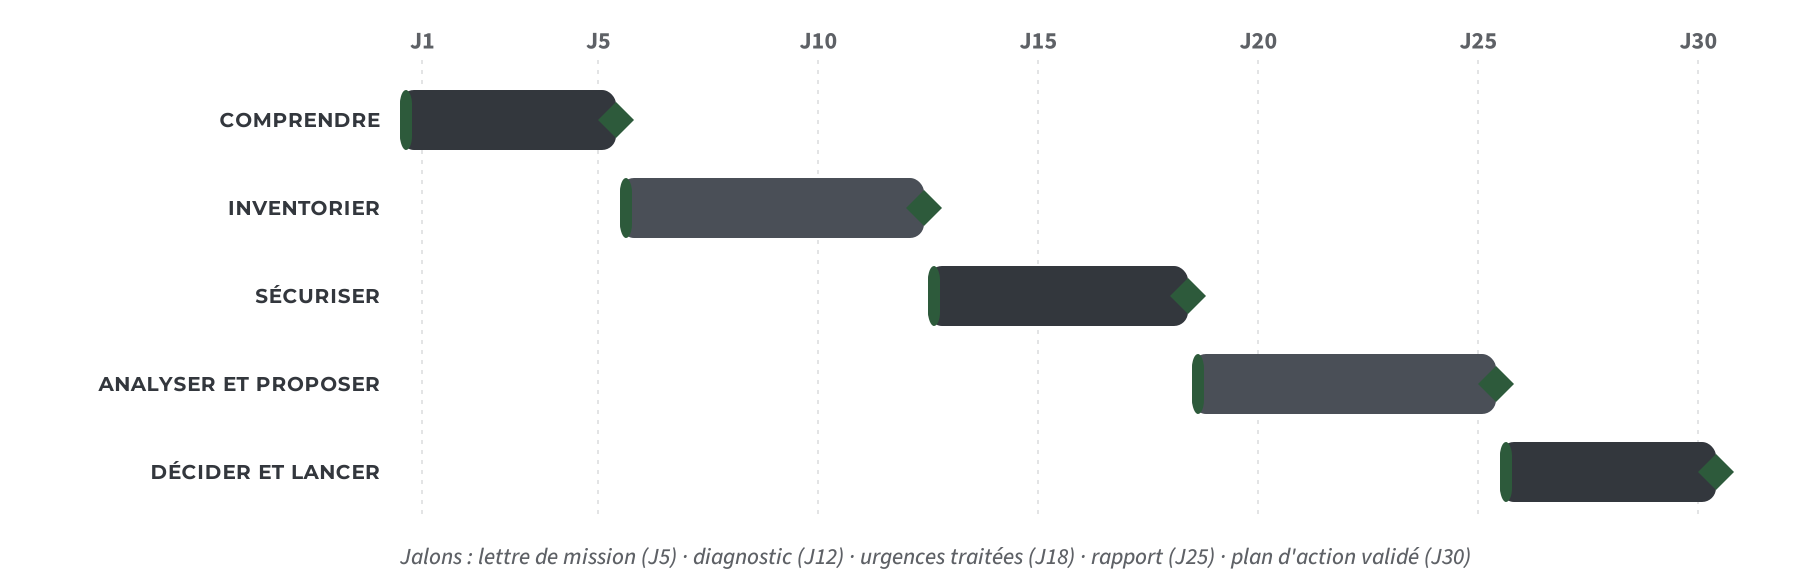 J1 J5 J10 J15 J20 J25 J30
COMPRENDRE
INVENTORIER
SÉCURISER
ANALYSER ET PROPOSER
DÉCIDER ET LANCER
Jalons : lettre de mission (J5) · diagnostic (J12) · urgences traitées (J18) · rapport (J25) · plan d'action validé (J30)